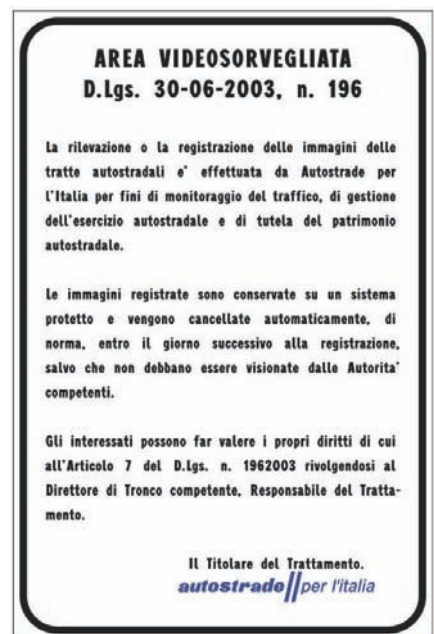 AREA VIDEOSORVEGLIATA
D.Lgs. 30-06-2003, n. 196
La rilevazione o la registrazione delle immagini delle
tratte autostradali e' effettuata da Autostrade per
l'Italia per fini di monitoraggio del traffico, di gestione
dell'esercizio autostradale e di tutela del patrimonio
autostradale.
Le immagini registrate sono conservate su un sistema
protetto e vengono cancellate automaticamente, di
norma, entro il giorno successivo alla registrazione,
salvo che non debbano essere visionate dalle Autorita'
competenti.
Gli interessati possono far valere i propri diritti di cui
all'Articolo 7 del D.Lgs. n. 1962003 rivolgendosi al
Direttore di Tronco competente, Responsabile del Tratta-
mento.
Il Titolare del Trattamento.
autostrade//per l'italia